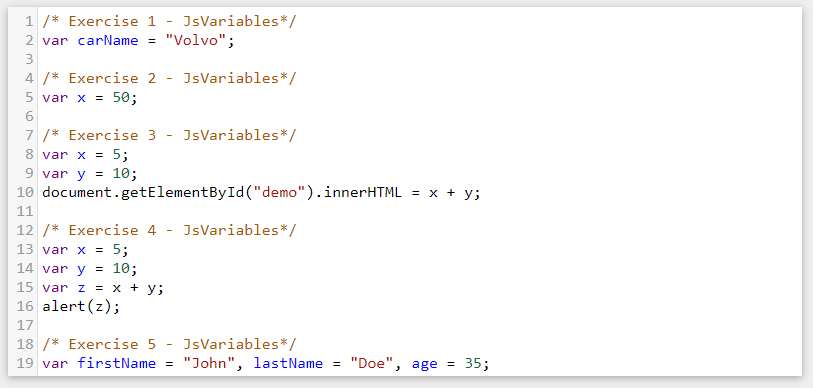 1 /* Exercise 1 - JsVariables*/
2 var carName = "Volvo";
3
4 /* Exercise 2 - JsVariables*/
5 var x = 50;
6
7 /* Exercise 3 - JsVariables*/
8 var x = 5;
9 var y = 10;
10 document.getElementById("demo").innerHTML = x + y;
11
12 /* Exercise 4 - JsVariables*/
13 var x = 5;
14 var y = 10;
15 var z = x + y;
16 alert(z);
17
18 /* Exercise 5 - JsVariables*/
19 var firstName = "John", lastName = "Doe", age = 35;